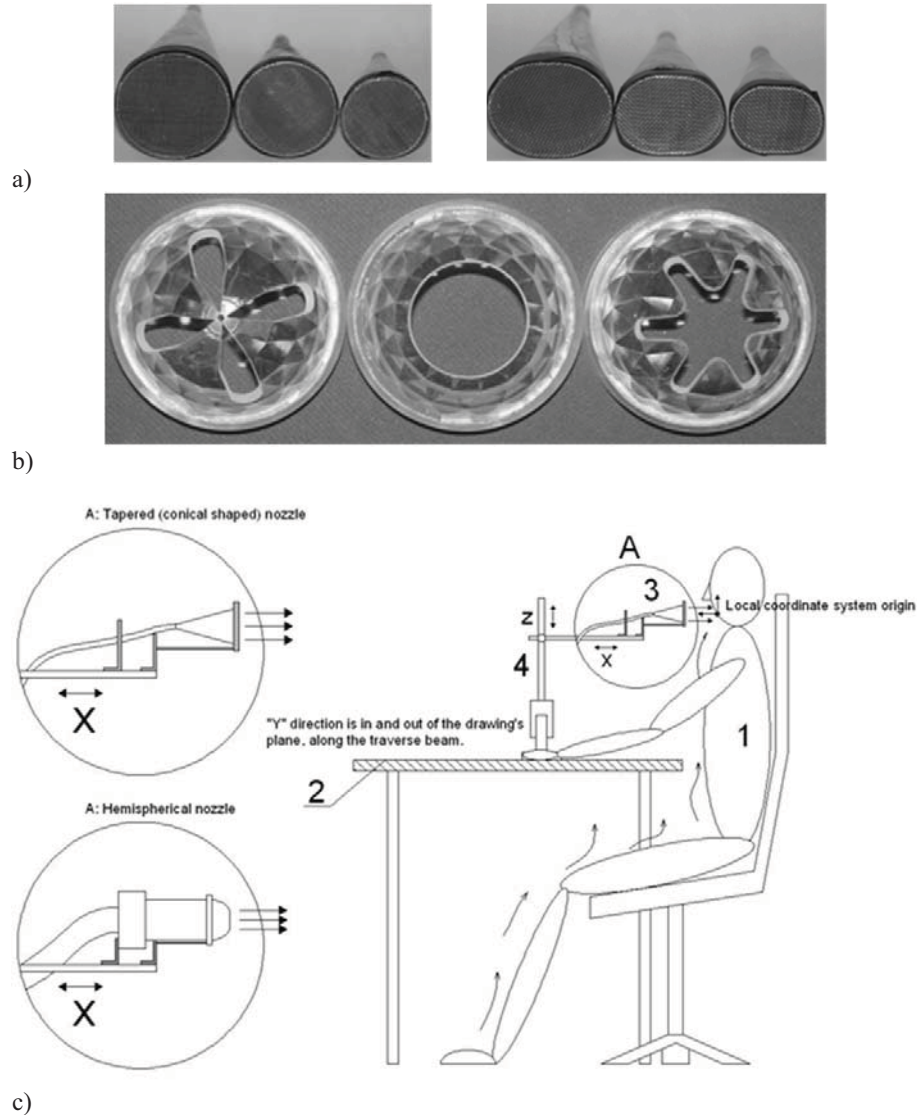 a)
b)
A: Tapered (conical shaped) nozzle
X
A
3
Z
Local coordinate system origin
X
4
"Y" direction is in and out of the drawing's
plane, along the traverse beam.
1
2
A: Hemispherical nozzle
X
c)